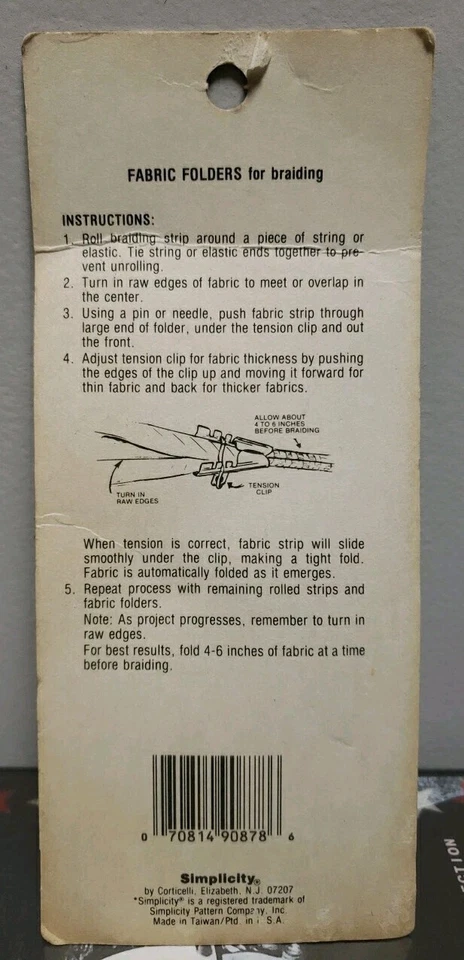 FABRIC FOLDERS for braiding
INSTRUCTIONS:
1. Roll braiding strip around a piece of string or
elastic. Tie string or elastic ends together to pre-
vent unrolling.
2. Turn in raw edges of fabric to meet or overlap in
the center.
3. Using a pin or needle, push fabric strip through
large end of folder, under the tension clip and out
the front.
4. Adjust tension clip for fabric thickness by pushing
the edges of the clip up and moving it forward for
thin fabric and back for thicker fabrics.
ALLOW ABOUT
4 TO 6 INCHES
BEFORE BRAIDING
TENSION
CLIP
TURN IN
RAW EDGES
When tension is correct, fabric strip will slide
smoothly under the clip, making a tight fold.
Fabric is automatically folded as it emerges.
5. Repeat process with remaining rolled strips and
fabric folders.
Note: As project progresses, remember to turn in
raw edges.
For best results, fold 4-6 inches of fabric at a time
before braiding.
0 70814 90878 6
Simplicity®
by Corticelli, Elizabeth, N.J. 07207
"Simplicity® is a registered trademark of
Simplicity Pattern Company, Inc.
Made in Taiwan/Ptd. in S.A.
CTION